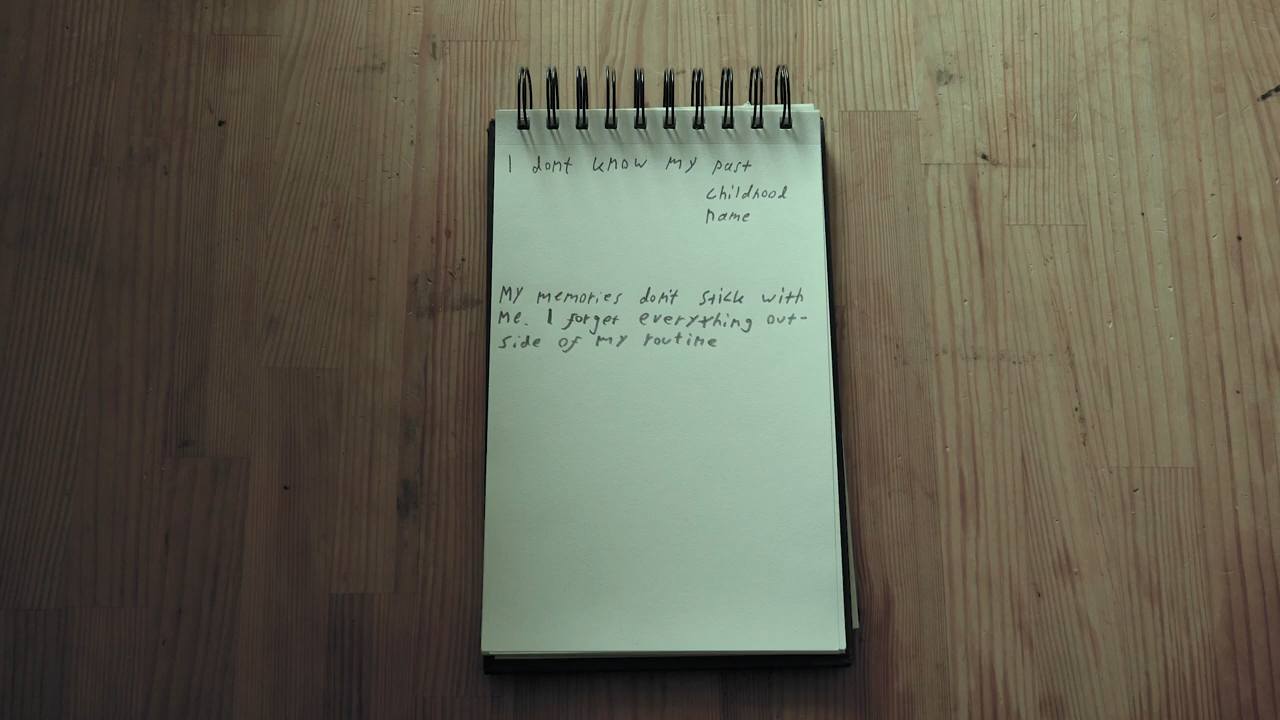 I dont know my past
childhood
name
My memories don't stick with
me. I forget everything out-
side of my routine